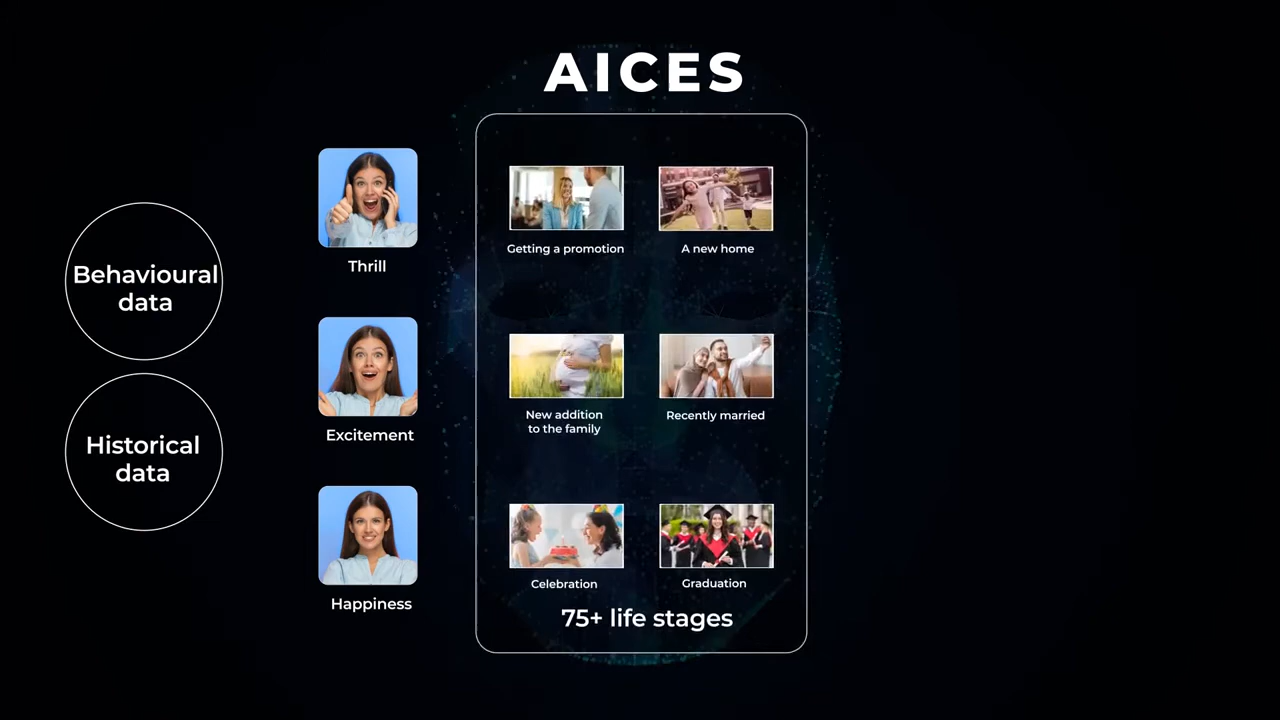 AICES
Behavioural
data
Historical
data
Thrill
Excitement
Happiness
Getting a promotion
A new home
New addition
to the family
Recently married
Celebration
Graduation
75+ life stages